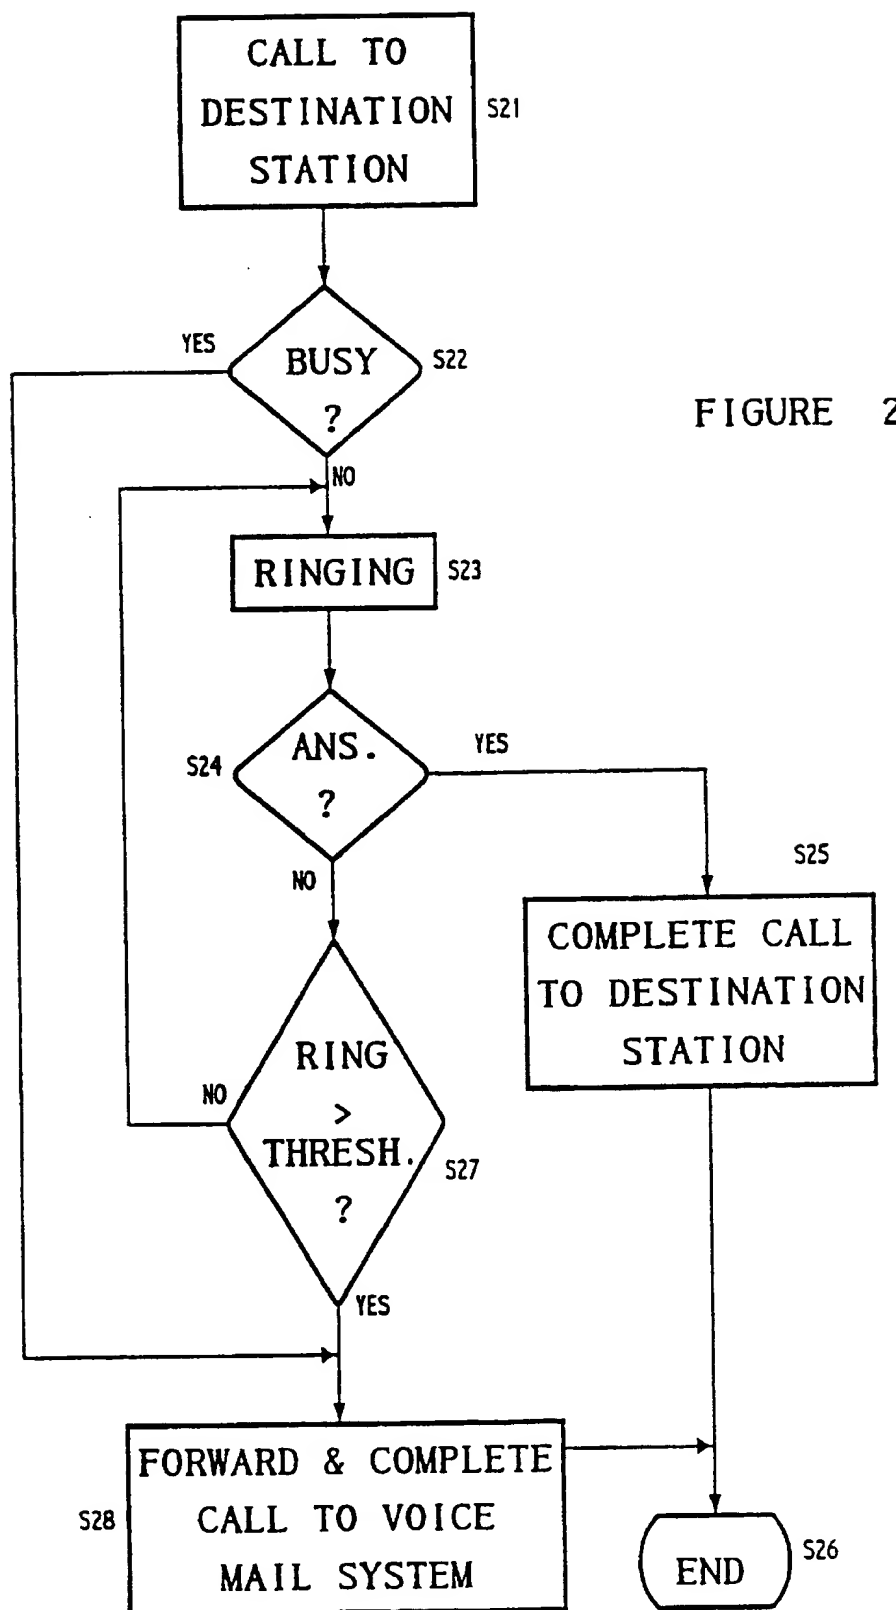 CALL TO
DESTINATION
STATION
S21
YES
BUSY
?
S22
FIGURE 2
NO
RINGING
S23
S24
ANS.
?
YES
NO
S25
COMPLETE CALL
TO DESTINATION
STATION
NO
RING
>
THRESH.
?
S27
YES
FORWARD & COMPLETE
CALL TO VOICE
MAIL SYSTEM
S28
END
S26